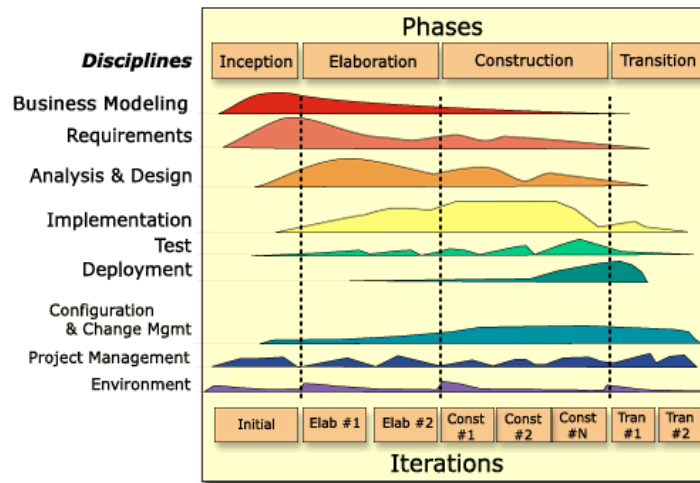 Phases
Disciplines
Inception
Elaboration
Construction
Transition
Business Modeling
Requirements
Analysis & Design
Implementation
Test
Deployment
Configuration
& Change Mgmt
Project Management
Environment
Initial
Elab #1
Elab #2
Const
#1
Const
#2
Const
#N
Tran
#1
Tran
#2
Iterations